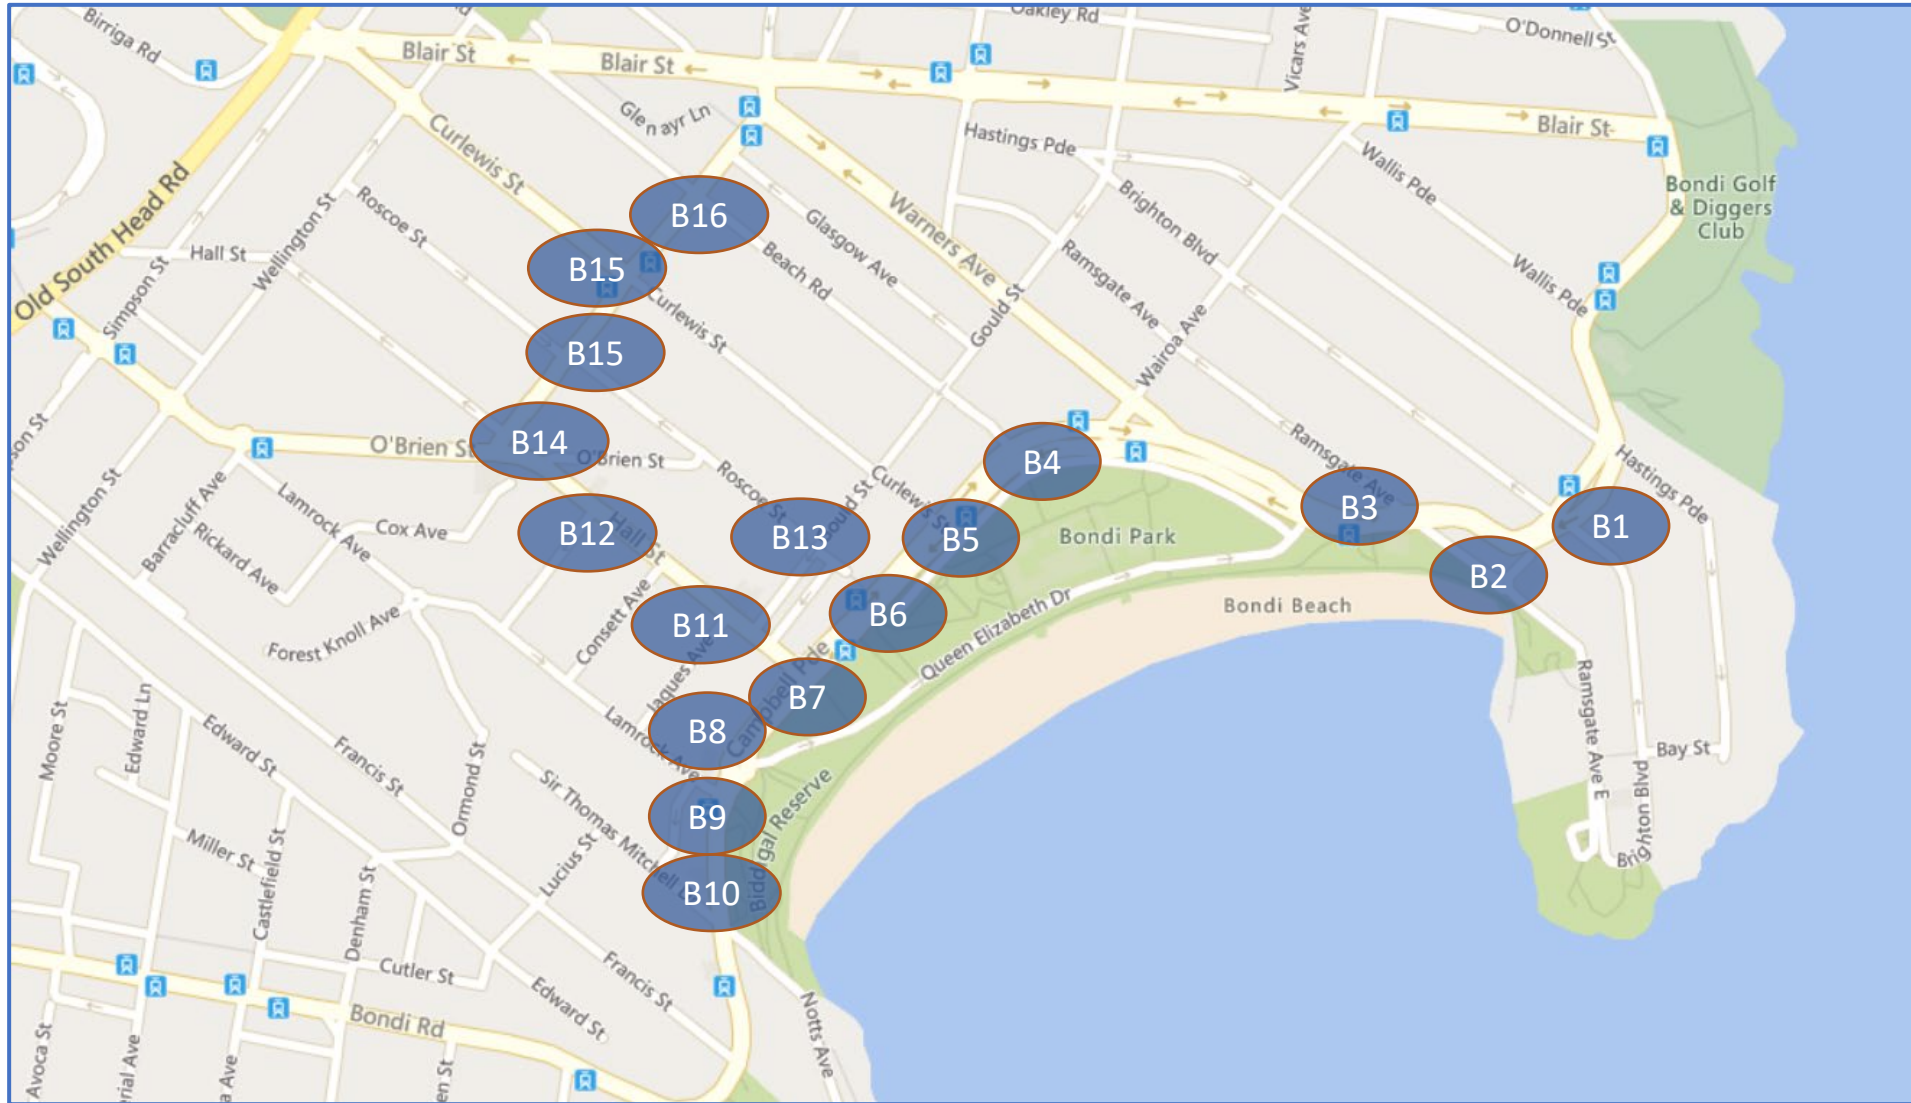 Birriga Rd
Oakley Rd
O'Donnell St
Vicars Ave
Blair St
Blair St
Blair St
Glenayr Ln
Curlewis St
Hastings Pde
Wallis Pde
Bondi Golf
& Diggers
Club
B16
Roscoe St
Wellington St
Glasgow Ave
Warners Ave
Brighton Blvd
Hall St
Simpson St
Old South Head Rd
B15
Beach Rd
Ramsgate Ave
Wallis Pde
Curlewis St
Gould St
Wairoa Ave
B15
B14
O'Brien St
O'Brien St
B4
Ramsgate Ave
Hastings Pde
Roscoe St
Curlewis St
Gould St
B3
B1
Lamrock Ave
Cox Ave
Barracluff Ave
Wellington St
Rickard Ave
B12
Hall St
B13
B5
Bondi Park
B2
Bondi Beach
Queen Elizabeth Dr
Consett Ave
Forest Knoll Ave
B11
B6
Jaques Ave
B7
Campbell Pde
B8
Lamrock Ave
Ramsgate Ave E
Bay St
Brighton Blvd
Moore St
Edward Ln
Edward St
Francis St
Ormond St
Sir Thomas Mitchell
B9
Biddigal Reserve
B10
Miller St
Castlefield St
Lucius St
Denham St
Cutler St
Francis St
Edward St
Bondi Rd
Notts Ave
Avoca St